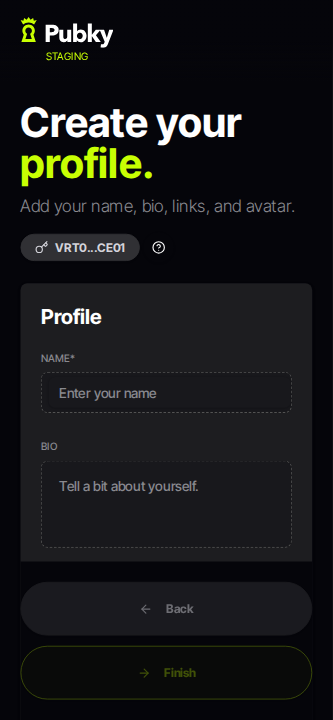 Pubky
STAGING
Create your
profile.
Add your name, bio, links, and avatar.
VRT0...CE01
Profile
NAME*
Enter your name
BIO
Tell a bit about yourself.
Back
Finish